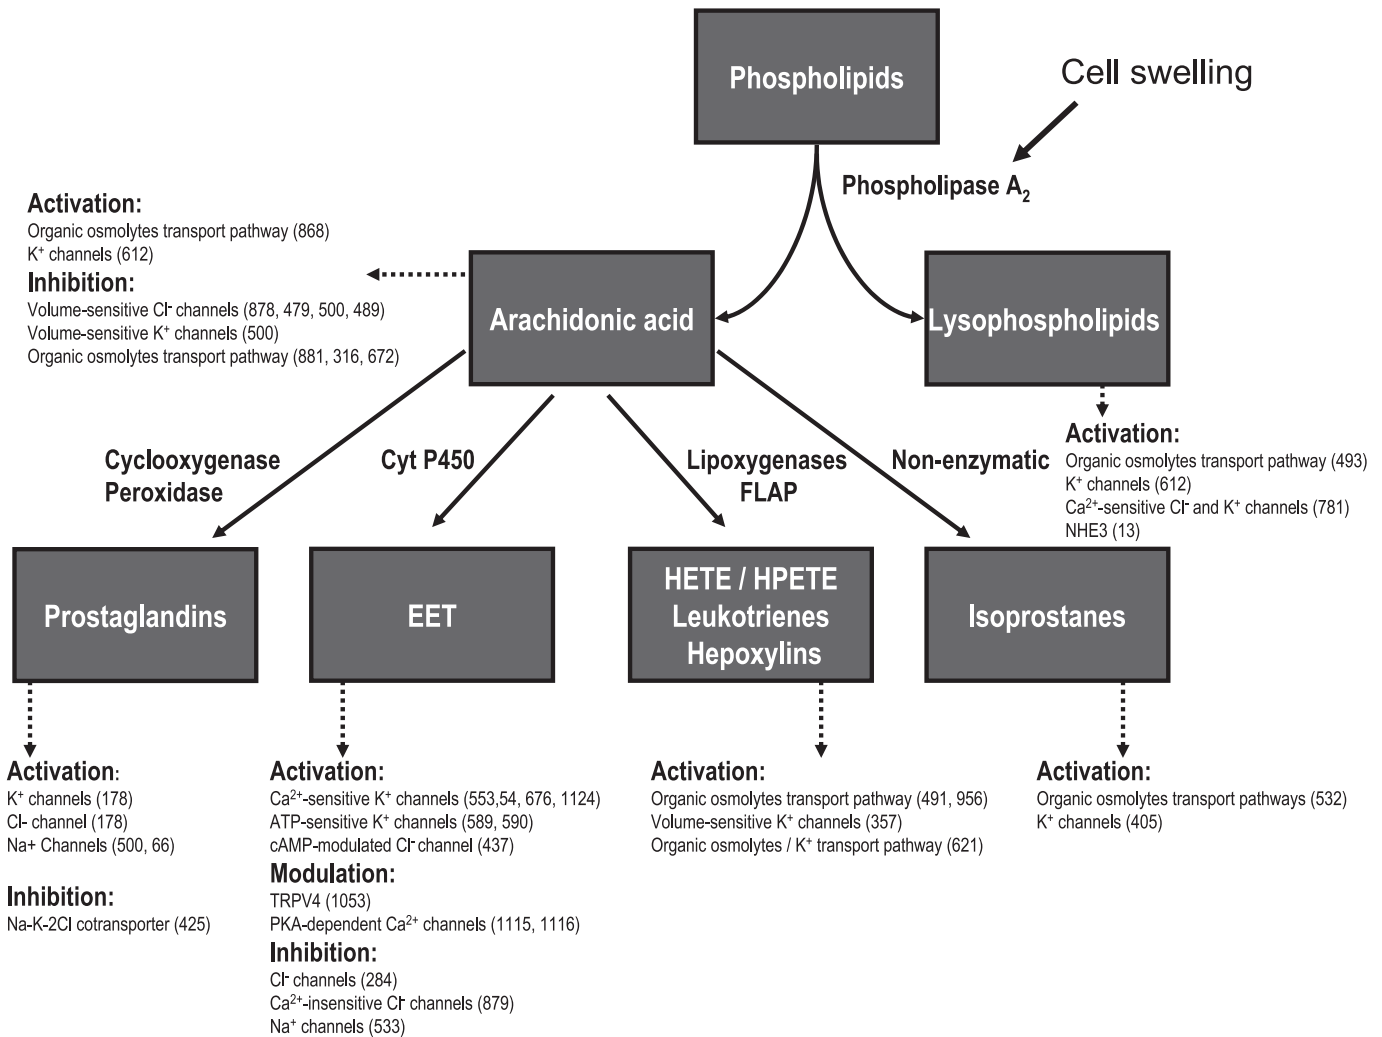 Phospholipids
Cell swelling
Phospholipase A₂
Activation:
Organic osmolytes transport pathway (868)
K⁺ channels (612)
Inhibition:
Volume-sensitive Cl⁻ channels (878, 479, 500, 489)
Volume-sensitive K⁺ channels (500)
Organic osmolytes transport pathway (881, 316, 672)
Arachidonic acid
Lysophospholipids
Activation:
Organic osmolytes transport pathway (493)
K⁺ channels (612)
Ca²⁺-sensitive Cl⁻ and K⁺ channels (781)
NHE3 (13)
Cyclooxygenase
Peroxidase
Cyt P450
Lipoxygenases
FLAP
Non-enzymatic
Prostaglandins
EET
HETE / HPETE
Leukotrienes
Hepoxylins
Isoprostanes
Activation:
K⁺ channels (178)
Cl- channel (178)
Na+ Channels (500, 66)
Inhibition:
Na-K-2Cl cotransporter (425)
Activation:
Ca²⁺-sensitive K⁺ channels (553,54, 676, 1124)
ATP-sensitive K⁺ channels (589, 590)
cAMP-modulated Cl⁻ channel (437)
Modulation:
TRPV4 (1053)
PKA-dependent Ca²⁺ channels (1115, 1116)
Inhibition:
Cl⁻ channels (284)
Ca²⁺-insensitive Cl⁻ channels (879)
Na⁺ channels (533)
Activation:
Organic osmolytes transport pathway (491, 956)
Volume-sensitive K⁺ channels (357)
Organic osmolytes / K⁺ transport pathway (621)
Activation:
Organic osmolytes transport pathways (532)
K⁺ channels (405)